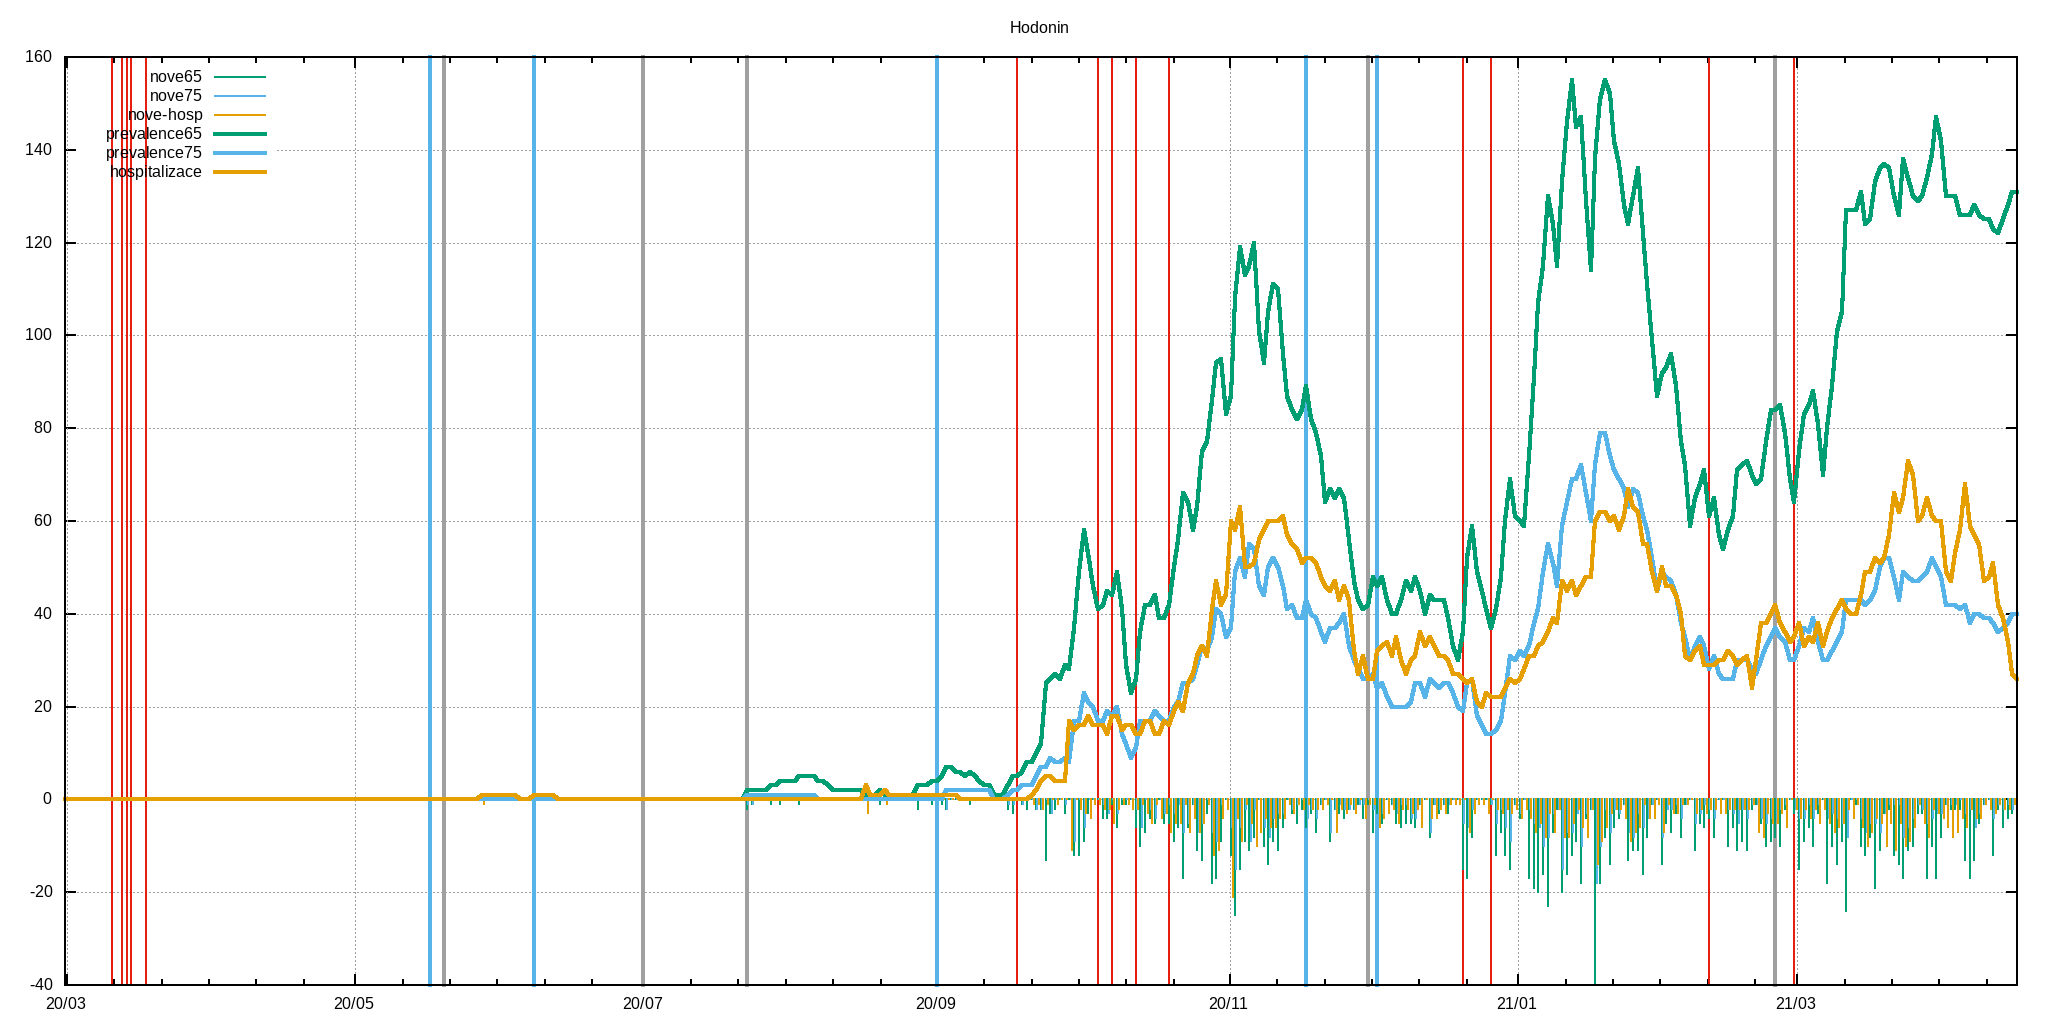 Hodonin
160
140
120
100
80
60
40
20
0
-20
-40
nove65
nove75
nove-hosp
prevalence65
prevalence75
hospitalizace
20/03 20/05 20/07 20/09 20/11 21/01 21/03